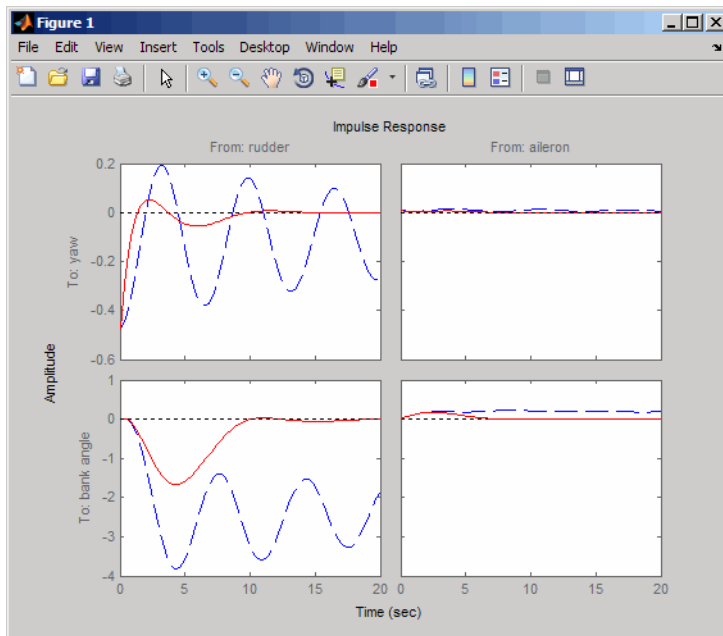 Figure 1
File Edit View Insert Tools Desktop Window Help
Impulse Response
From: rudder From: aileron
0.2
0
-0.2
-0.4
-0.6
To: yaw
Amplitude
1
0
-1
-2
-3
-4
To: bank angle
0 5 10 15 20 0 5 10 15 20
Time (sec)